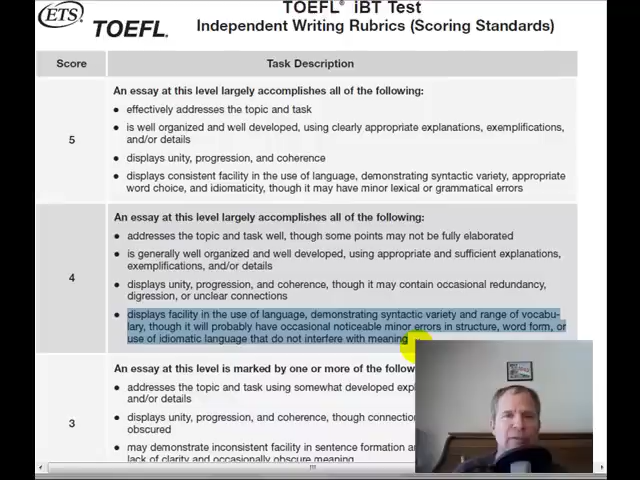 ETS
TOEFL.
TOEFL® iBT Test
Independent Writing Rubrics (Scoring Standards)
Score Task Description
An essay at this level largely accomplishes all of the following:
• effectively addresses the topic and task
• is well organized and well developed, using clearly appropriate explanations, exemplifications,
and/or details
5
• displays unity, progression, and coherence
• displays consistent facility in the use of language, demonstrating syntactic variety, appropriate
word choice, and idiomaticity, though it may have minor lexical or grammatical errors
An essay at this level largely accomplishes all of the following:
• addresses the topic and task well, though some points may not be fully elaborated
• is generally well organized and well developed, using appropriate and sufficient explanations,
exemplifications, and/or details
4
• displays unity, progression, and coherence, though it may contain occasional redundancy,
digression, or unclear connections
• displays facility in the use of language, demonstrating syntactic variety and range of vocabu-
lary, though it will probably have occasional noticeable minor errors in structure, word form, or
use of idiomatic language that do not interfere with meaning
An essay at this level is marked by one or more of the follow
• addresses the topic and task using somewhat developed expl
and/or details
3
• displays unity, progression, and coherence, though connection
obscured
• may demonstrate inconsistent facility in sentence formation a
lack of clarity and occasionally obscure meaning